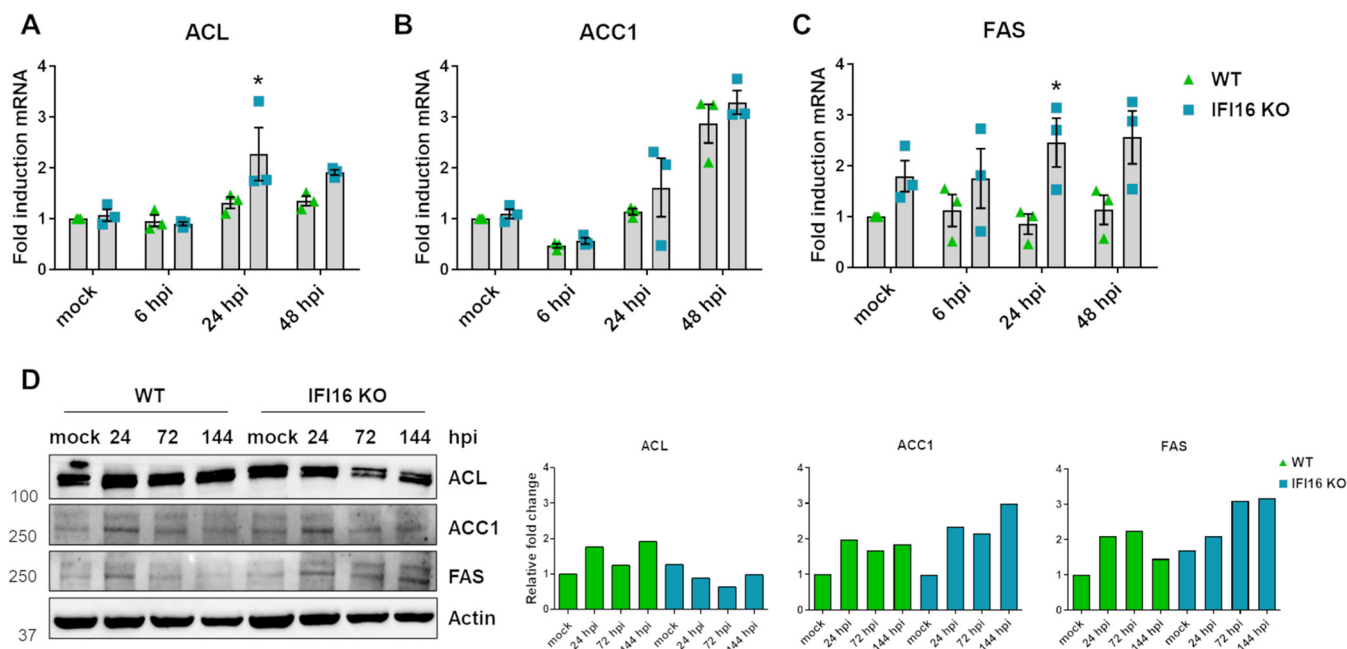 A
ACL
Fold induction mRNA
4
3
2
1
0
*
mock
6 hpi
24 hpi
48 hpi
B
ACC1
Fold induction mRNA
4
3
2
1
0
mock
6 hpi
24 hpi
48 hpi
C
FAS
Fold induction mRNA
4
3
2
1
0
*
mock
6 hpi
24 hpi
48 hpi
WT
IFI16 KO
D
WT IFI16 KO
mock 24 72 144 mock 24 72 144 hpi
100 ACL
250 ACC1
250 FAS
37 Actin
ACL
Relative fold change
4
3
2
1
0
mock
24 hpi
72 hpi
144 hpi
mock
24 hpi
72 hpi
144 hpi
ACC1
4
3
2
1
0
mock
24 hpi
72 hpi
144 hpi
mock
24 hpi
72 hpi
144 hpi
FAS
4
3
2
1
0
mock
24 hpi
72 hpi
144 hpi
mock
24 hpi
72 hpi
144 hpi
WT
IFI16 KO